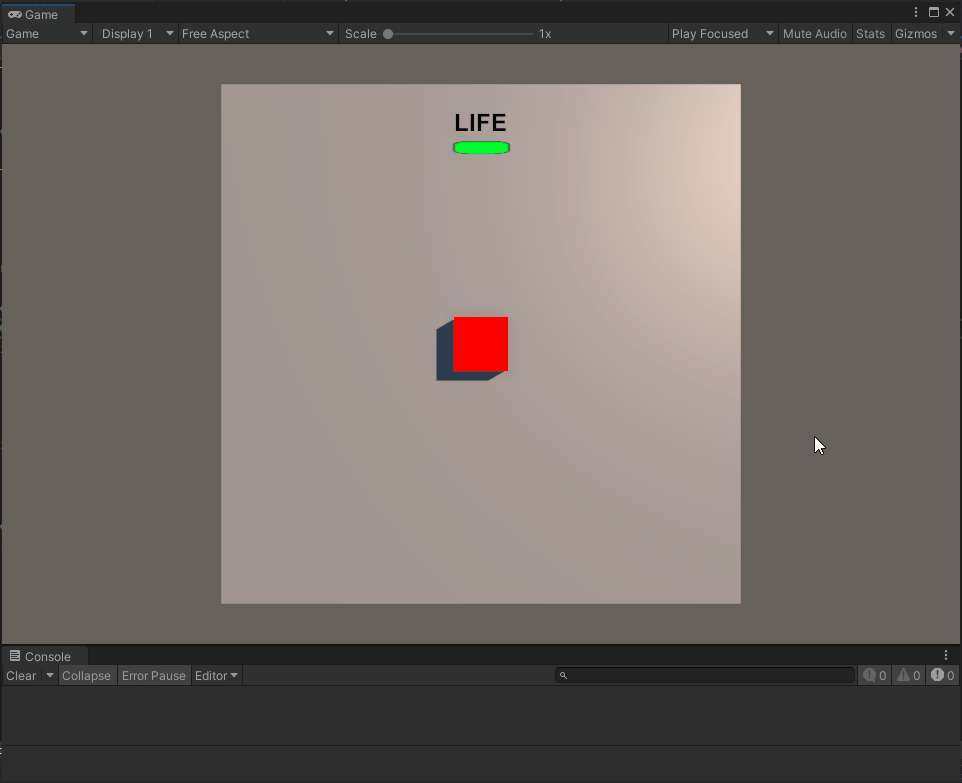 Game
Game Display 1 Free Aspect Scale 1x Play Focused Mute Audio Stats Gizmos
LIFE
Console
Clear Collapse Error Pause Editor 0 0 0